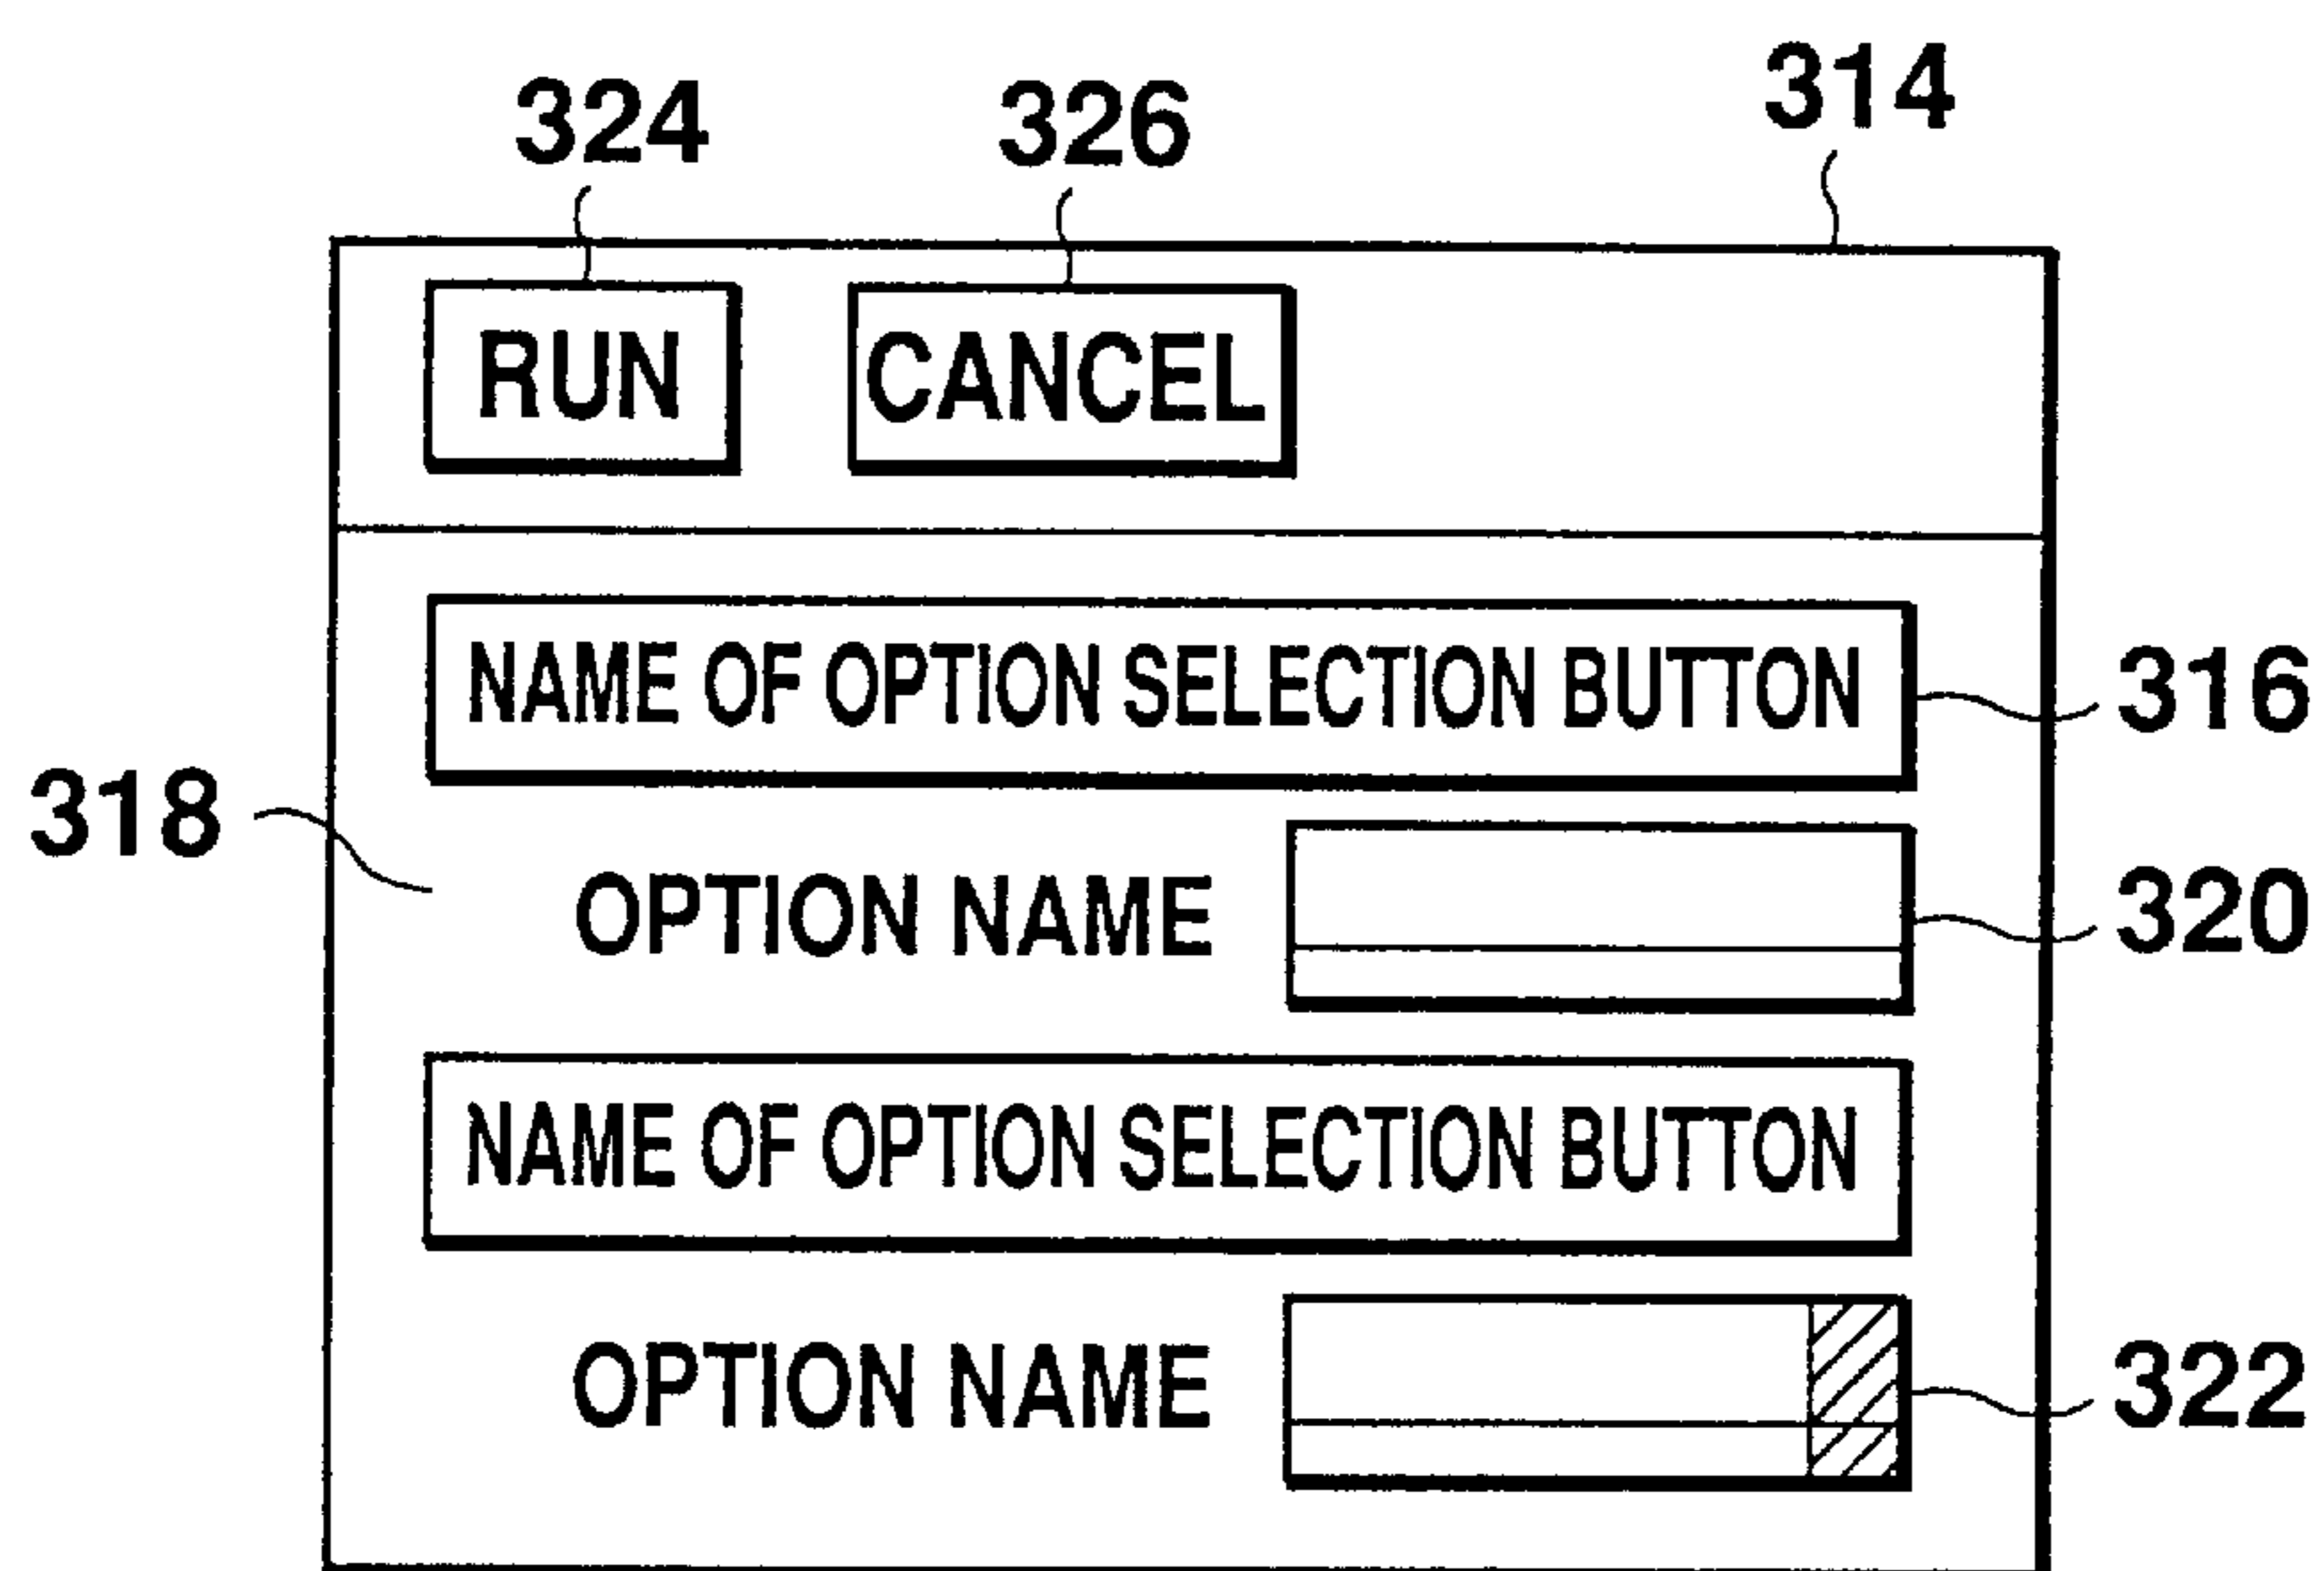 314
324 326
RUN CANCEL
NAME OF OPTION SELECTION BUTTON 316
318
OPTION NAME 320
NAME OF OPTION SELECTION BUTTON
OPTION NAME 322